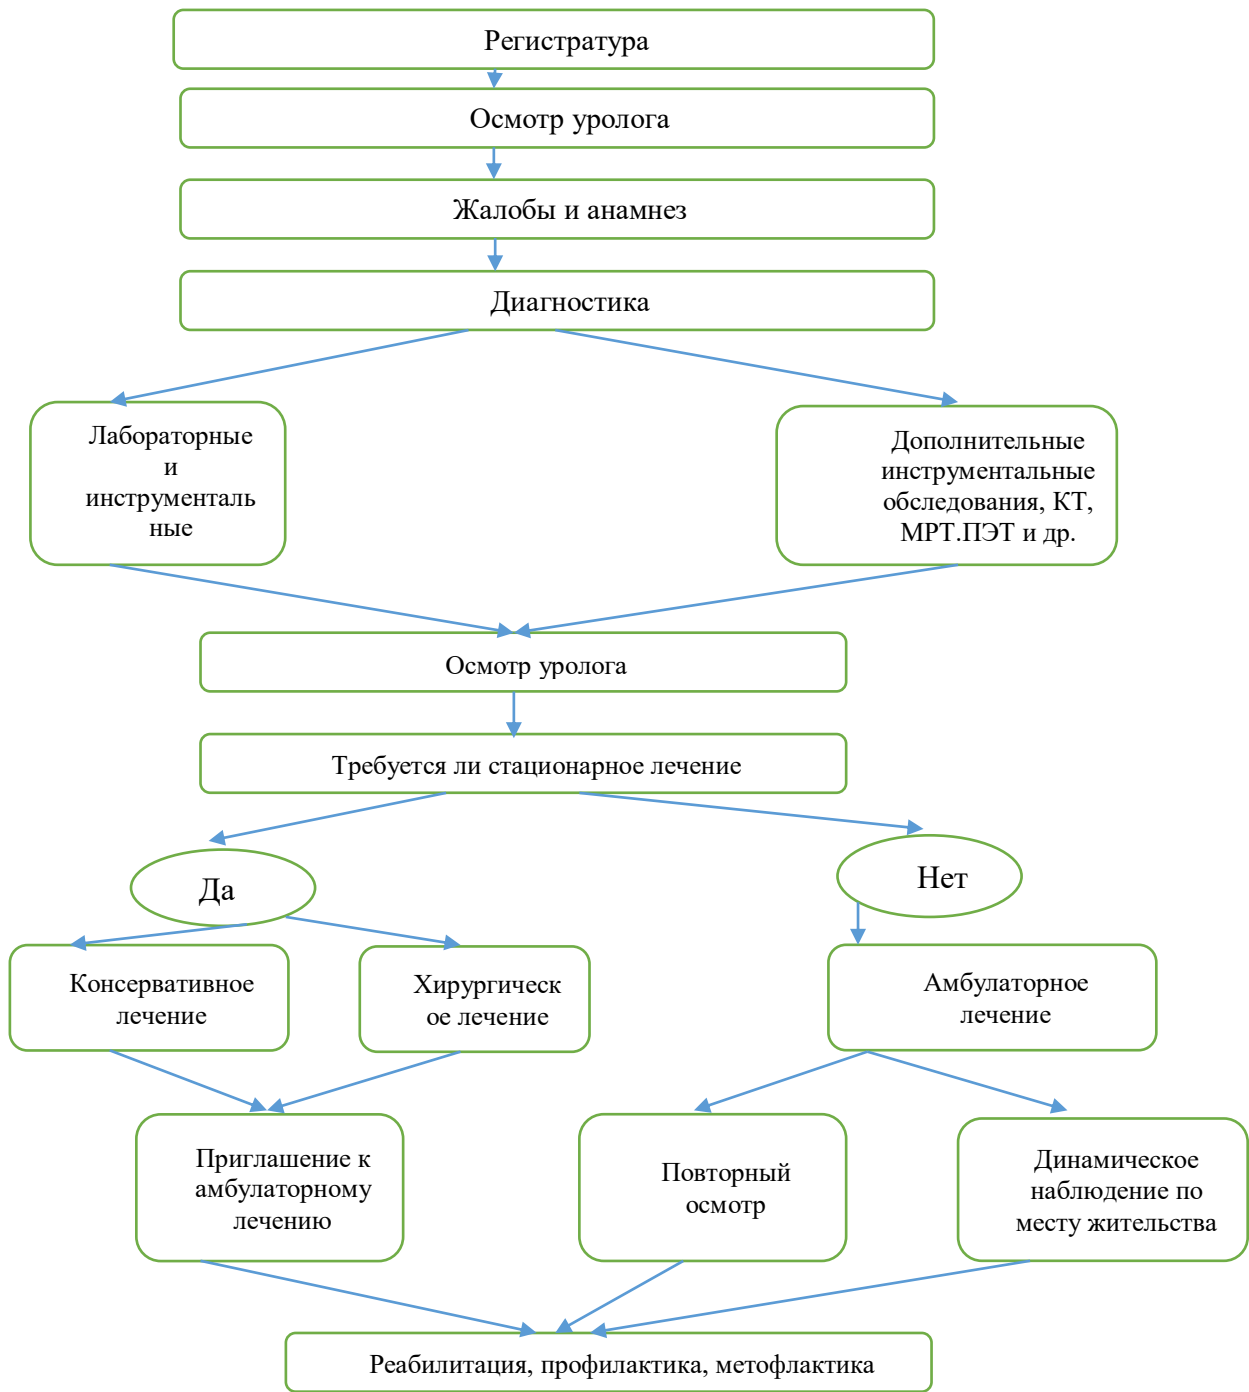 Регистратура
Осмотр уролога
Жалобы и анамнез
Диагностика
Лабораторные
и
инструменталь
ные
Дополнительные
инструментальные
обследования, КТ,
МРТ.ПЭТ и др.
Осмотр уролога
Требуется ли стационарное лечение
Да
Нет
Консервативное
лечение
Хирургическ
ое лечение
Амбулаторное
лечение
Приглашение к
амбулаторному
лечению
Повторный
осмотр
Динамическое
наблюдение по
месту жительства
Реабилитация, профилактика, метофлактика